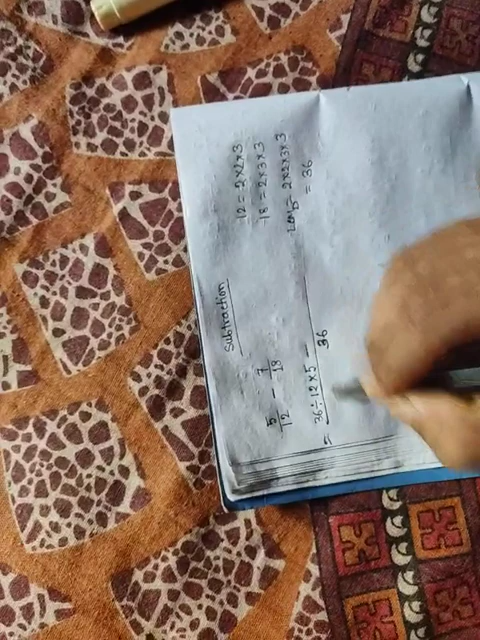 Subtraction
5/12 - 7/18
= 36÷12×5 - / 36
12 = 2×2×3
18 = 2×3×3
LCM = 2×2×3×3
= 36